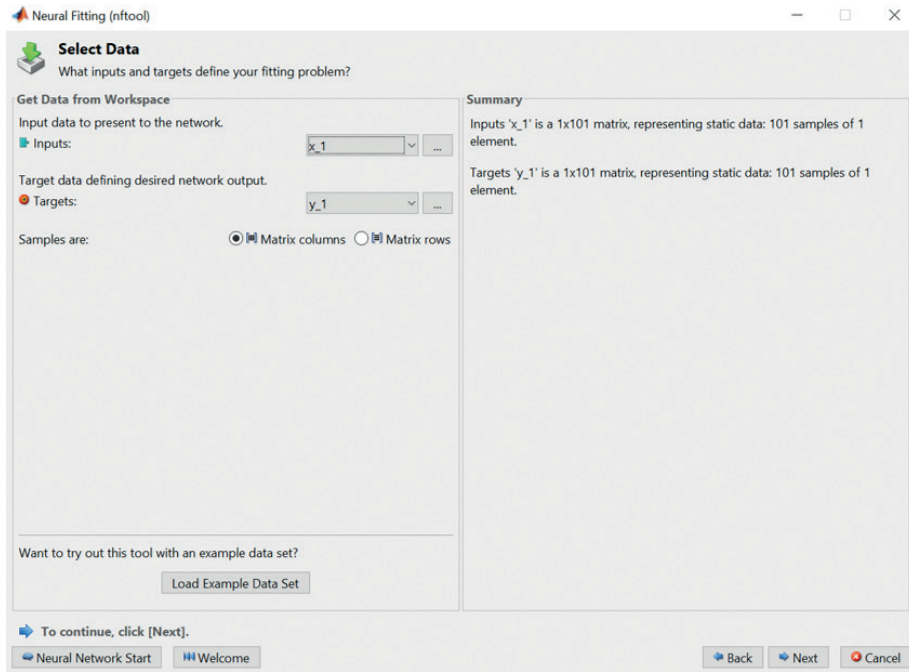 Neural Fitting (nftool)
Select Data
What inputs and targets define your fitting problem?
Get Data from Workspace
Input data to present to the network.
Inputs:
x_1
...
Target data defining desired network output.
Targets:
y_1
...
Samples are:
Matrix columns
Matrix rows
Want to try out this tool with an example data set?
Load Example Data Set
Summary
Inputs 'x_1' is a 1x101 matrix, representing static data: 101 samples of 1
element.
Targets 'y_1' is a 1x101 matrix, representing static data: 101 samples of 1
element.
To continue, click [Next].
Neural Network Start
Welcome
Back
Next
Cancel